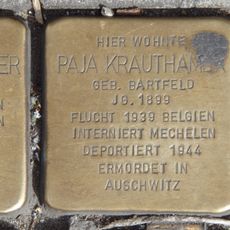 HIER WOHNTE
PAJA
GEB. BARTFELD
JG. 1899
FLUCHT 1939 BELGIEN
INTERNIERT MECHELEN
DEPORTIERT 1944
ERMORDET IN
AUSCHWITZ